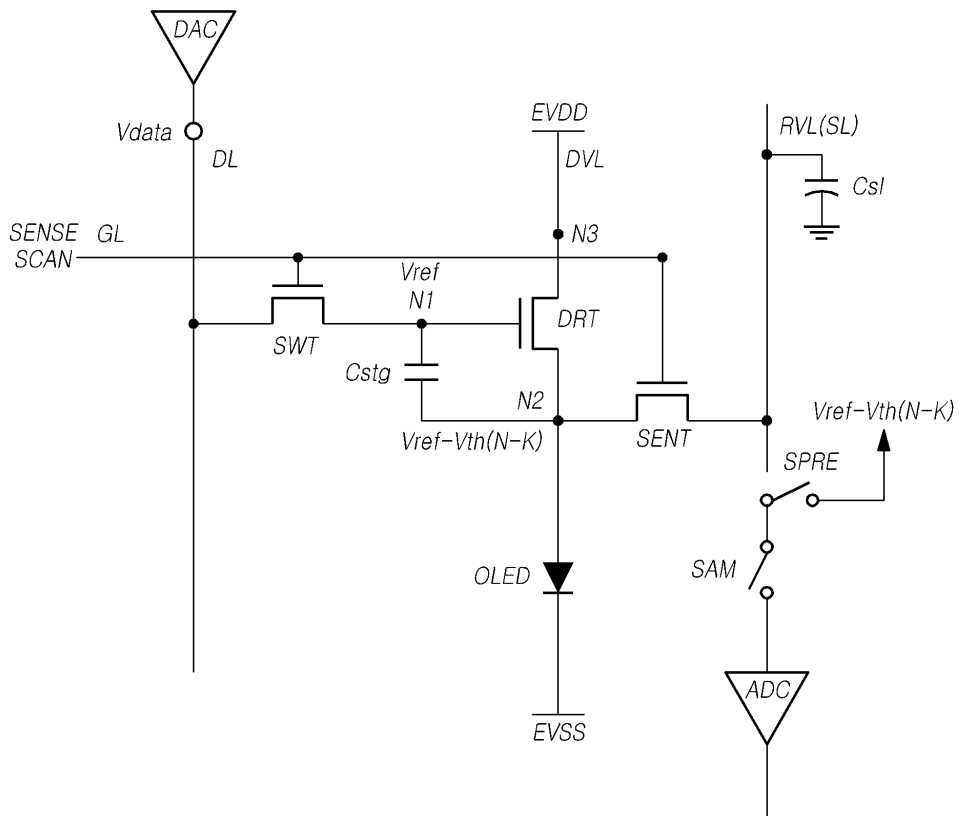 DAC
Vdata
DL
EVDD
DVL
RVL(SL)
Csl
SENSE GL
SCAN
N3
Vref
N1
DRT
SWT
Cstg
N2
Vref-Vth(N-K)
SENT
Vref-Vth(N-K)
SPRE
OLED
SAM
ADC
EVSS